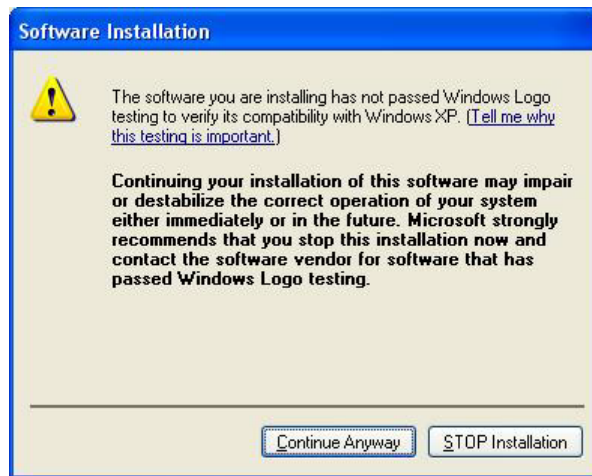 Software Installation
The software you are installing has not passed Windows Logo
testing to verify its compatibility with Windows XP. (Tell me why
this testing is important.)
Continuing your installation of this software may impair
or destabilize the correct operation of your system
either immediately or in the future. Microsoft strongly
recommends that you stop this installation now and
contact the software vendor for software that has
passed Windows Logo testing.
Continue Anyway STOP Installation